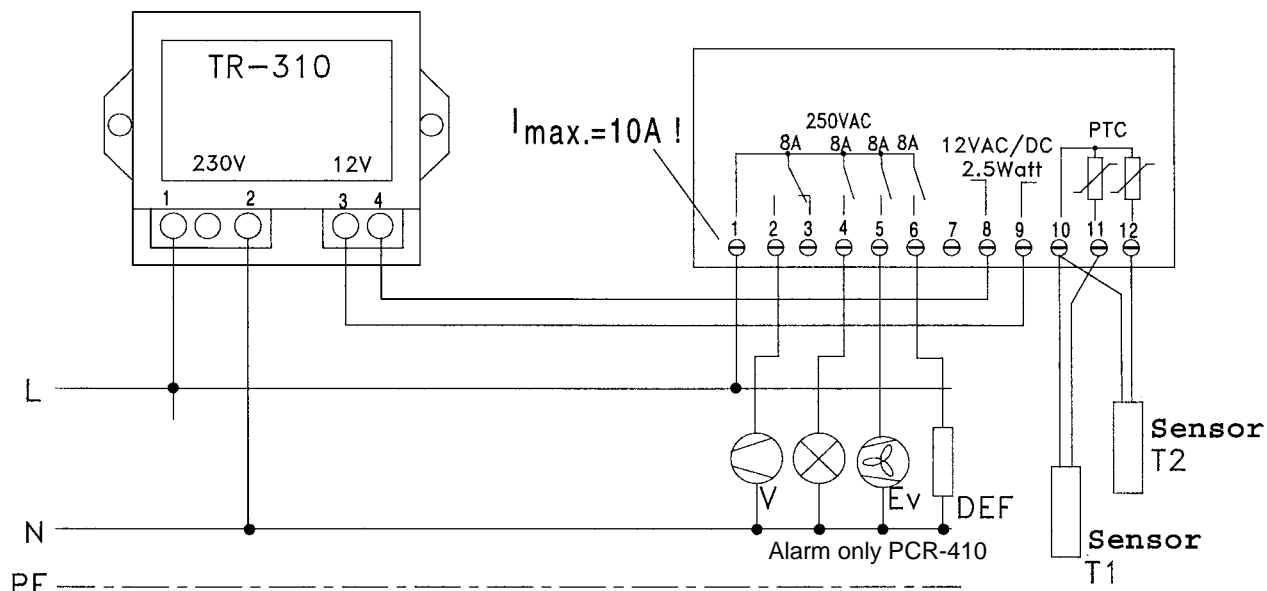 TR-310
230V 12V
1 2 3 4
I max.=10A !
250VAC
8A 8A 8A 8A
12VAC/DC
2.5Watt
PTC
1 2 3 4 5 6 7 8 9 10 11 12
L
V
Ev
DEF
Sensor
T2
N
Alarm only PCR-410
Sensor
T1
PE